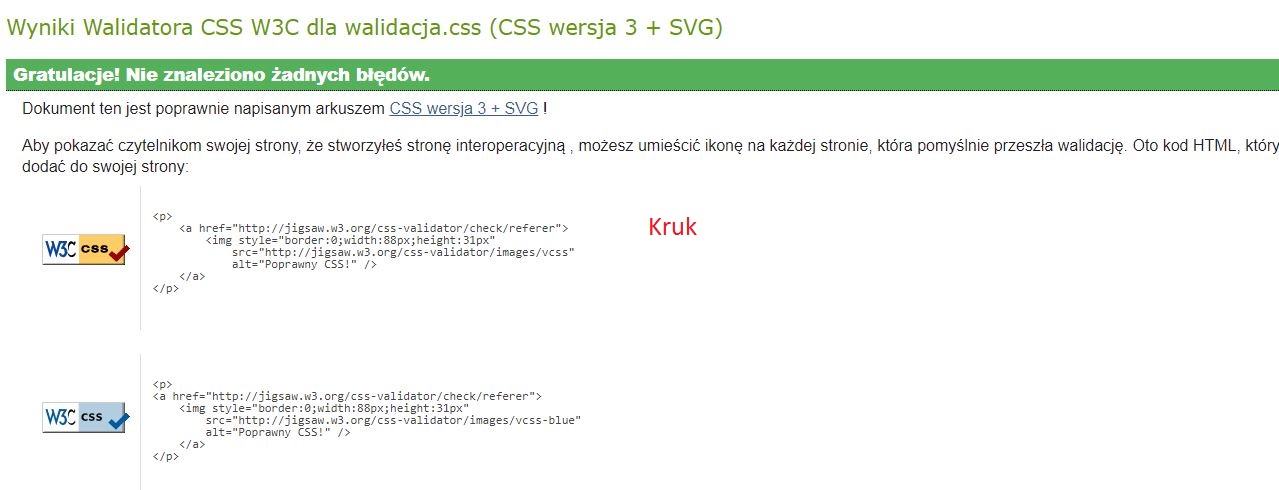 Wyniki Walidatora CSS W3C dla walidacja.css (CSS wersja 3 + SVG)
Gratulacje! Nie znaleziono żadnych błędów.
Dokument ten jest poprawnie napisanym arkuszem CSS wersja 3 + SVG !
Aby pokazać czytelnikom swojej strony, że stworzyłeś stronę interoperacyjną , możesz umieścić ikonę na każdej stronie, która pomyślnie przeszła walidację. Oto kod HTML, który
dodać do swojej strony:
<p>
<a href="http://jigsaw.w3.org/css-validator/check/referer">
Kruk
<img style="border:0;width:88px;height:31px"
W3C css
src="http://jigsaw.w3.org/css-validator/images/vcss"
alt="Poprawny CSS!" />
</a>
</p>
<p>
<a href="http://jigsaw.w3.org/css-validator/check/referer">
<img style="border:0;width:88px;height:31px"
W3C css
src="http://jigsaw.w3.org/css-validator/images/vcss-blue"
alt="Poprawny CSS!" />
</a>
</p>